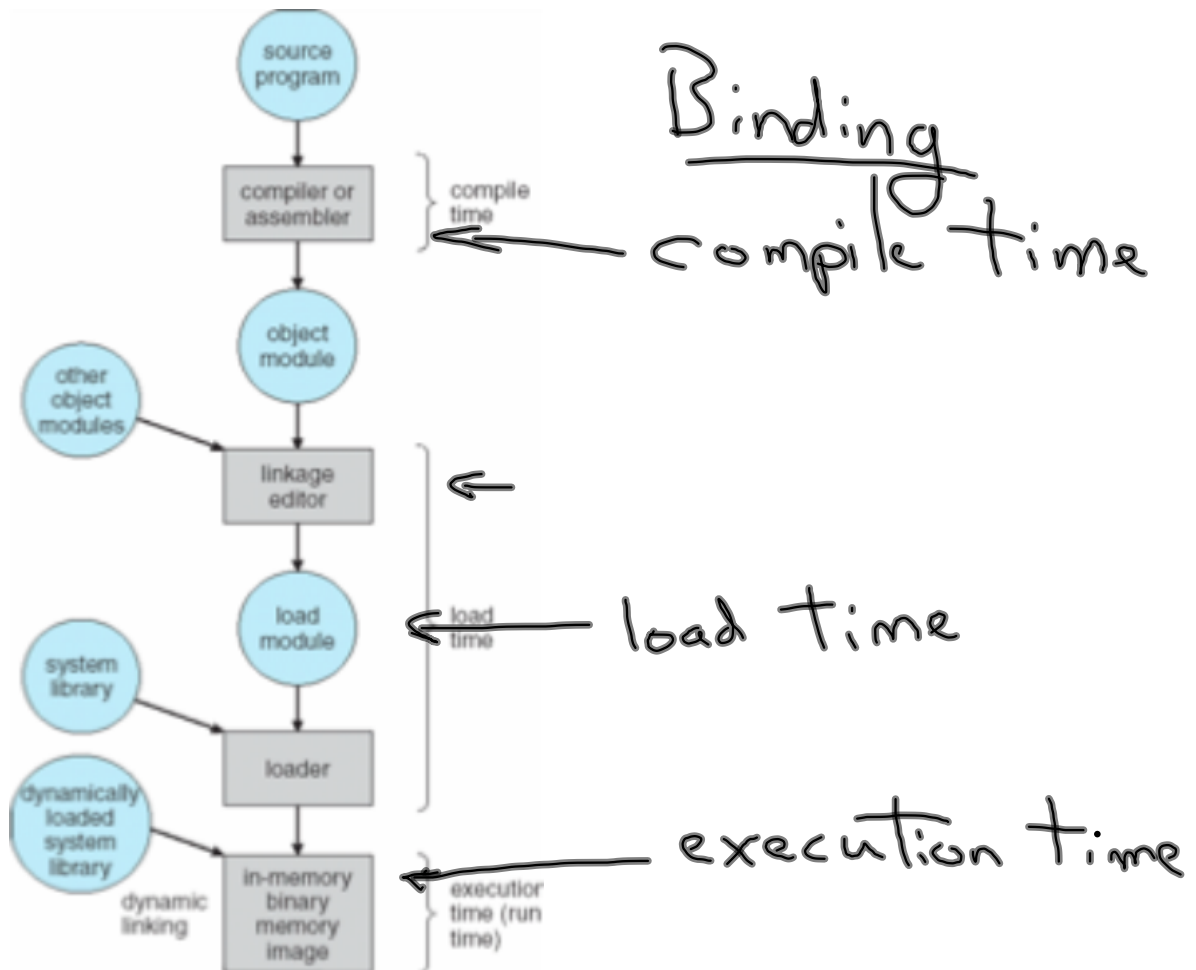 source
program
compiler or
assembler
compile
time
object
module
other
object
modules
linkage
editor
load
module
load
time
system
library
loader
dynamically
loaded
system
library
dynamic
linking
in-memory
binary
memory
image
execution
time (run
time)
Binding
compile time
load time
execution time